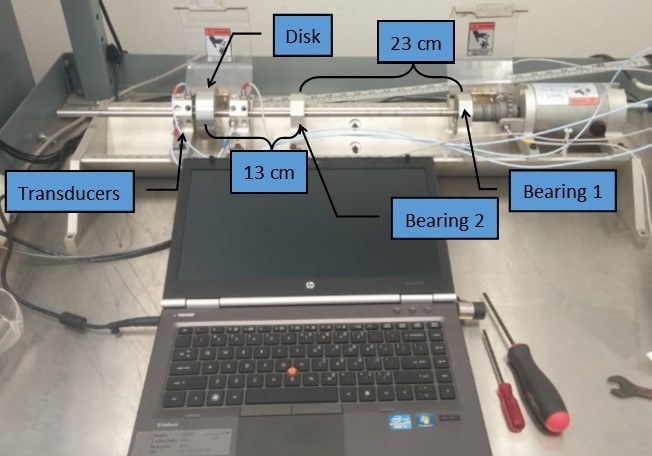 Disk
23 cm
13 cm
Transducers
Bearing 1
Bearing 2
hp